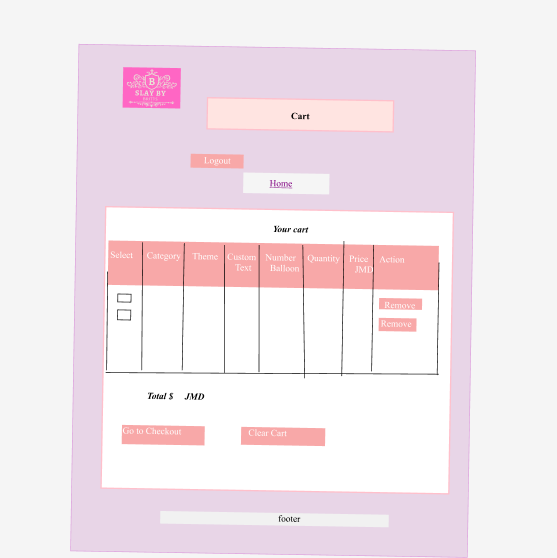 B
SLAY BY
Cart
Logout
Home
Your cart
Select Category Theme Custom Text Number Balloon Quantity Price JMD Action
Remove
Remove
Total $ JMD
Go to Checkout Clear Cart
footer